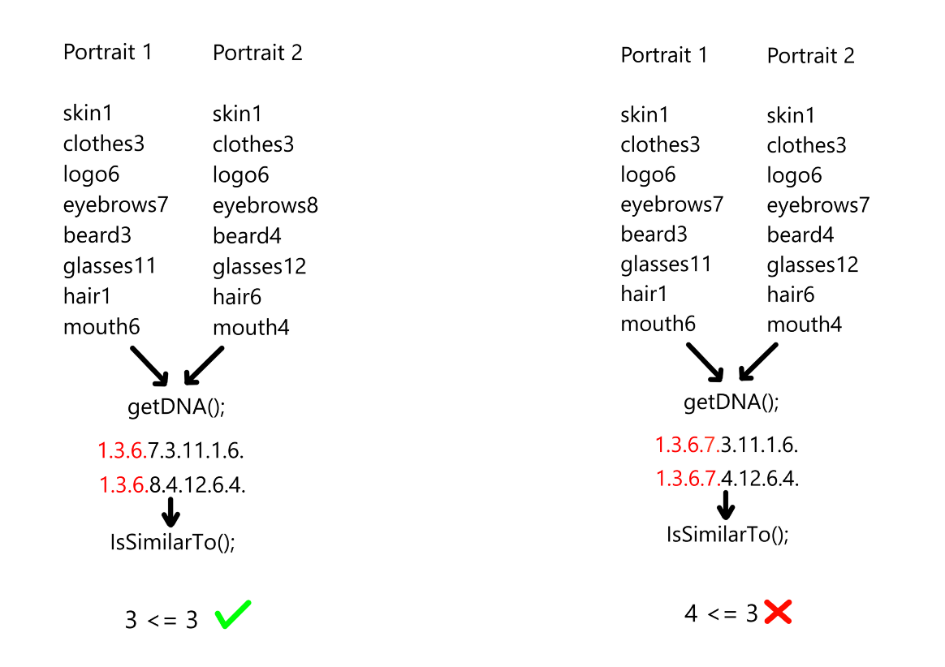 Portrait 1 Portrait 2
skin1 skin1
clothes3 clothes3
logo6 logo6
eyebrows7 eyebrows8
beard3 beard4
glasses11 glasses12
hair1 hair6
mouth6 mouth4
getDNA();
1.3.6.7.3.11.1.6.
1.3.6.8.4.12.6.4.
IsSimilarTo();
3 <= 3
Portrait 1 Portrait 2
skin1 skin1
clothes3 clothes3
logo6 logo6
eyebrows7 eyebrows7
beard3 beard4
glasses11 glasses12
hair1 hair6
mouth6 mouth4
getDNA();
1.3.6.7.3.11.1.6.
1.3.6.7.4.12.6.4.
IsSimilarTo();
4 <= 3